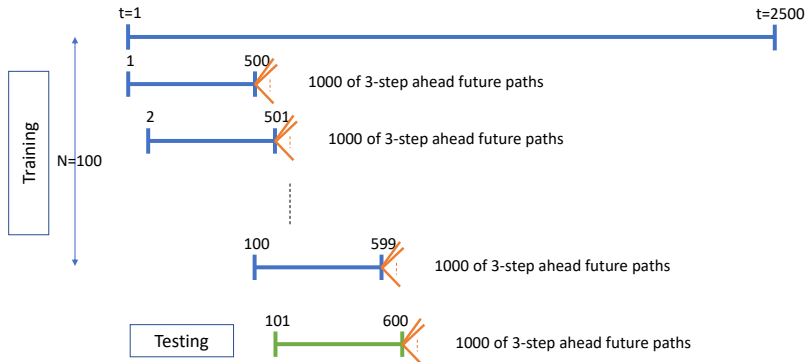 t=1
t=2500
1
500
1000 of 3-step ahead future paths
2
501
1000 of 3-step ahead future paths
Training
N=100
100
599
1000 of 3-step ahead future paths
101
600
Testing
1000 of 3-step ahead future paths